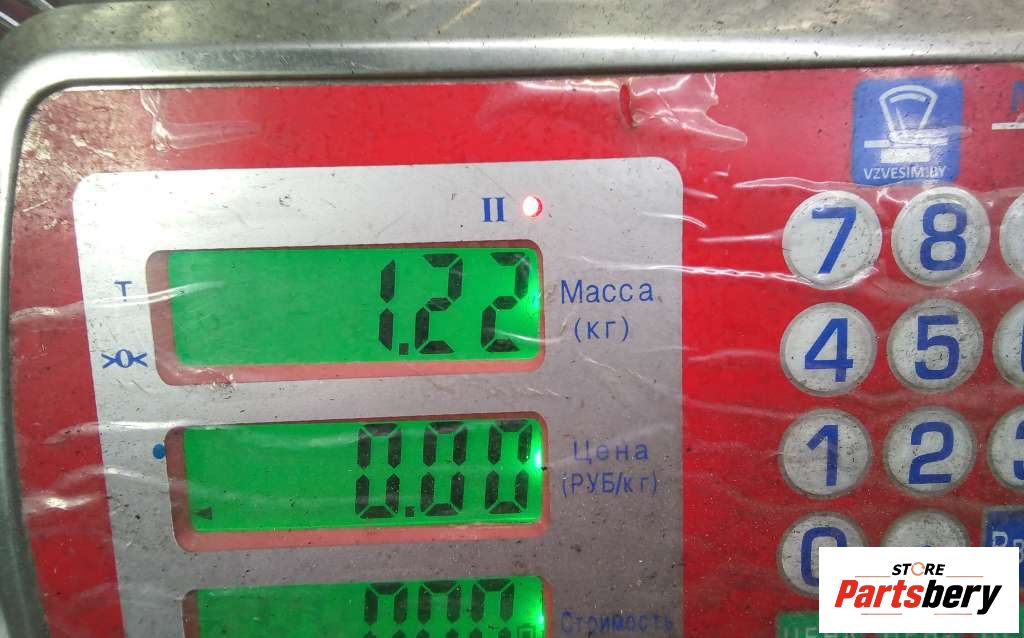 VZVESIM.BY
II
7 8
T
1.22
Масса
(кг)
>0<
4 5
0.00
Цена
(РУБ/кг)
1 2 3
0 .
Стоимость
STORE
Partsbery